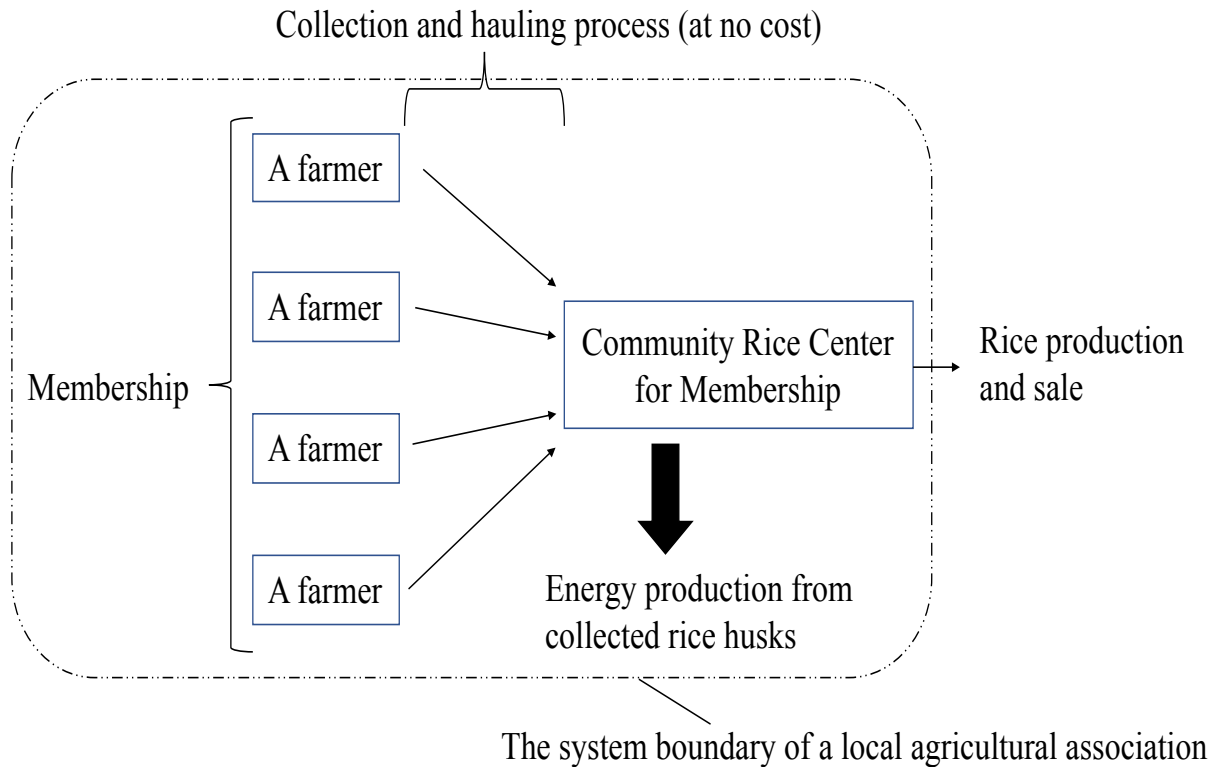 Collection and hauling process (at no cost)
A farmer
A farmer
A farmer
A farmer
Membership
Community Rice Center
for Membership
Rice production
and sale
Energy production from
collected rice husks
The system boundary of a local agricultural association